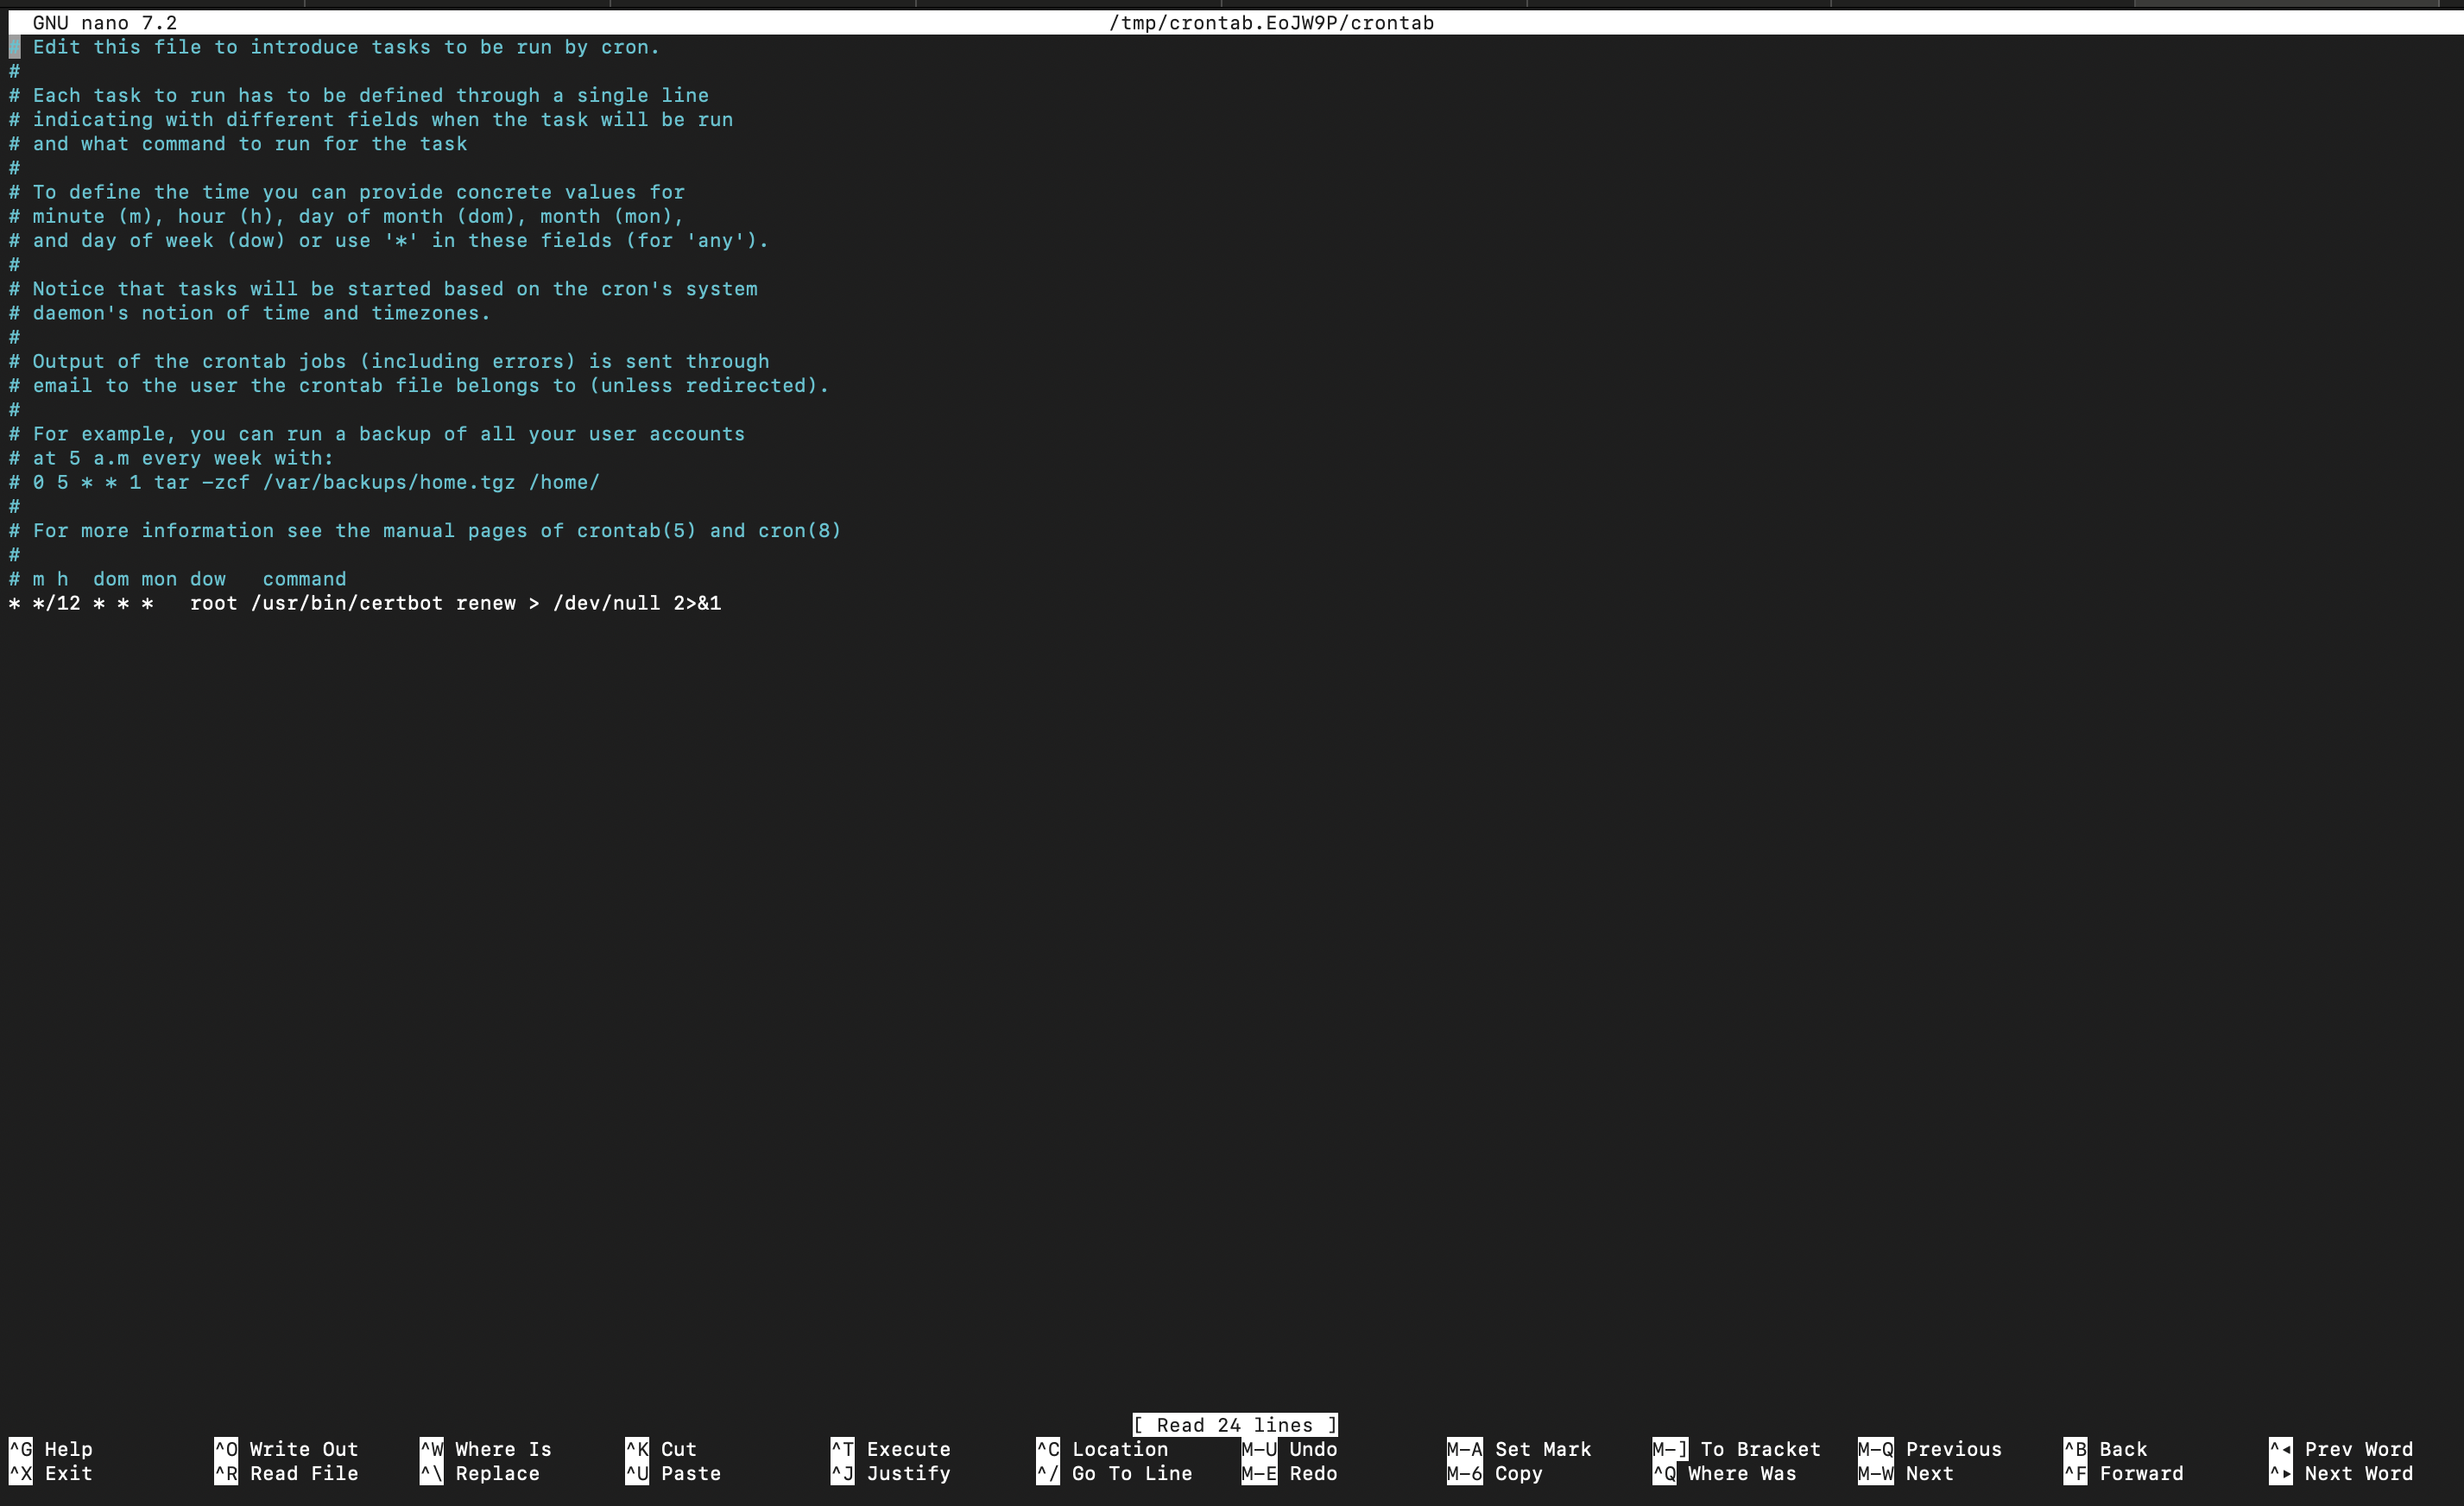 GNU nano 7.2 /tmp/crontab.EoJW9P/crontab
# Edit this file to introduce tasks to be run by cron.
#
# Each task to run has to be defined through a single line
# indicating with different fields when the task will be run
# and what command to run for the task
#
# To define the time you can provide concrete values for
# minute (m), hour (h), day of month (dom), month (mon),
# and day of week (dow) or use '*' in these fields (for 'any').
#
# Notice that tasks will be started based on the cron's system
# daemon's notion of time and timezones.
#
# Output of the crontab jobs (including errors) is sent through
# email to the user the crontab file belongs to (unless redirected).
#
# For example, you can run a backup of all your user accounts
# at 5 a.m every week with:
# 0 5 * * 1 tar -zcf /var/backups/home.tgz /home/
#
# For more information see the manual pages of crontab(5) and cron(8)
#
# m h  dom mon dow   command
* */12 * * *   root /usr/bin/certbot renew > /dev/null 2>&1
[ Read 24 lines ]
^G Help ^O Write Out ^W Where Is ^K Cut ^T Execute ^C Location M-U Undo M-A Set Mark M-] To Bracket M-Q Previous ^B Back ^◂ Prev Word
^X Exit ^R Read File ^\ Replace ^U Paste ^J Justify ^/ Go To Line M-E Redo M-6 Copy ^Q Where Was M-W Next ^F Forward ^▸ Next Word